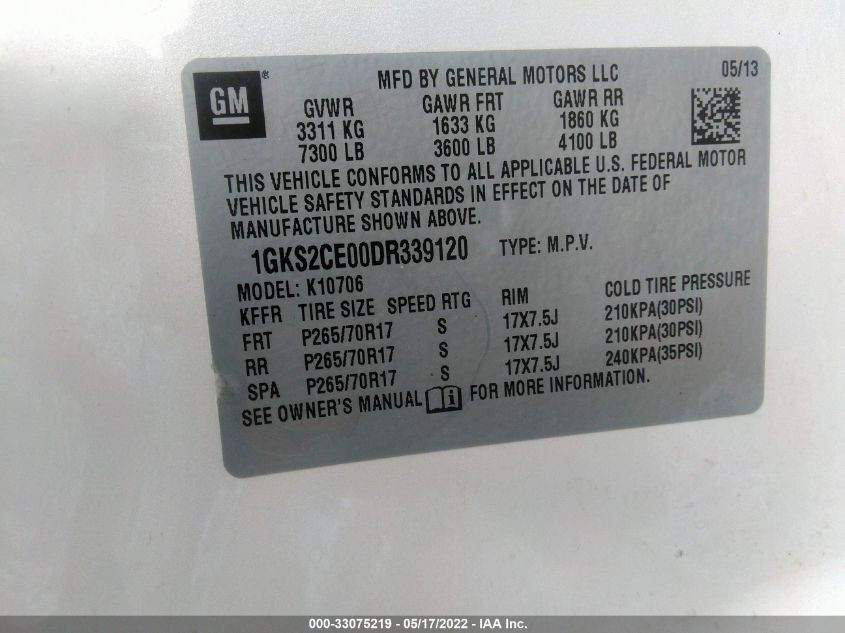 GM
®
MFD BY GENERAL MOTORS LLC
05/13
GVWR GAWR FRT GAWR RR
3311 KG 1633 KG 1860 KG
7300 LB 3600 LB 4100 LB
THIS VEHICLE CONFORMS TO ALL APPLICABLE U.S. FEDERAL MOTOR
VEHICLE SAFETY STANDARDS IN EFFECT ON THE DATE OF
MANUFACTURE SHOWN ABOVE.
1GKS2CE00DR339120 TYPE: M.P.V.
MODEL: K10706
KFFR TIRE SIZE SPEED RTG RIM COLD TIRE PRESSURE
FRT P265/70R17 S 17X7.5J 210KPA(30PSI)
RR P265/70R17 S 17X7.5J 210KPA(30PSI)
SPA P265/70R17 S 17X7.5J 240KPA(35PSI)
SEE OWNER'S MANUAL i FOR MORE INFORMATION.
000-33075219 - 05/17/2022 - IAA Inc.